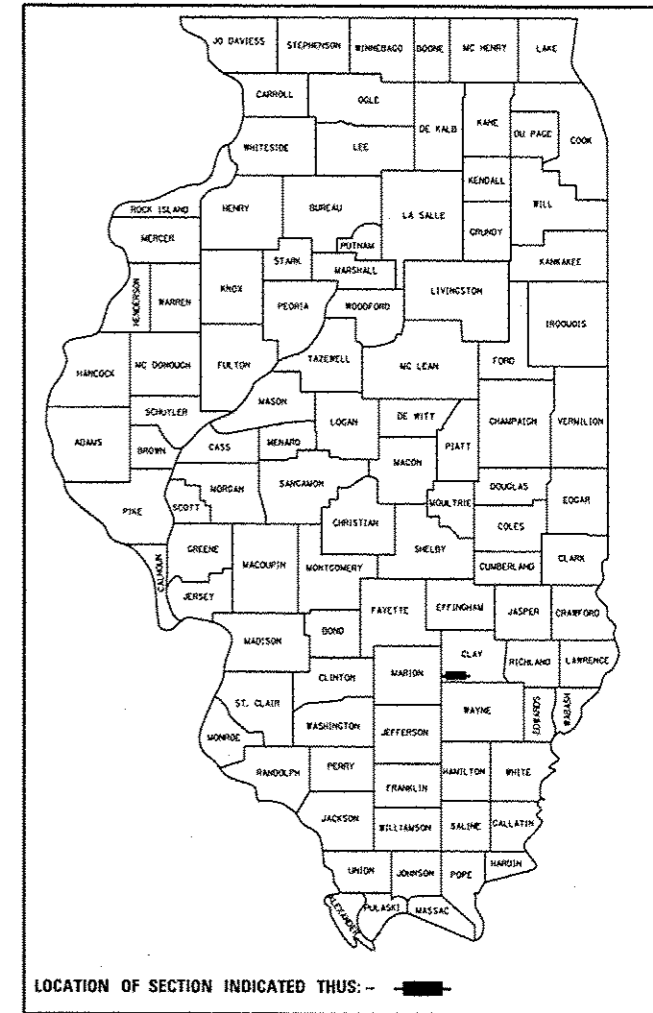 JO DAVIESS
STEPHENSON
WINNEBAGO
BOONE
MC HENRY
LAKE
CARROLL
OGLE
DE KALB
KANE
DU PAGE
COOK
WHITESIDE
LEE
KENDALL
WILL
ROCK ISLAND
HENRY
BUREAU
LA SALLE
GRUNDY
MERCER
PUTNAM
STARK
MARSHALL
KANKAKEE
HENDERSON
WARREN
KNOX
PEORIA
WOODFORD
LIVINGSTON
IROQUOIS
HANCOCK
MC DONOUGH
FULTON
TAZEWELL
MC LEAN
FORD
SCHUYLER
MASON
LOGAN
DE WITT
CHAMPAIGN
VERMILION
ADAMS
BROWN
CASS
MENARD
MACON
PIATT
PIKE
SCOTT
MORGAN
SANGAMON
CHRISTIAN
MOULTRIE
DOUGLAS
COLES
EDGAR
CALHOUN
GREENE
JERSEY
MACOUPIN
MONTGOMERY
SHELBY
CUMBERLAND
CLARK
MADISON
BOND
FAYETTE
EFFINGHAM
JASPER
CRAWFORD
CLINTON
MARION
CLAY
RICHLAND
LAWRENCE
ST. CLAIR
MONROE
WASHINGTON
JEFFERSON
WAYNE
EDWARDS
WABASH
RANDOLPH
PERRY
FRANKLIN
HAMILTON
WHITE
JACKSON
WILLIAMSON
SALINE
GALLATIN
UNION
JOHNSON
POPE
HARDIN
ALEXANDER
PULASKI
MASSAC
LOCATION OF SECTION INDICATED THUS: -